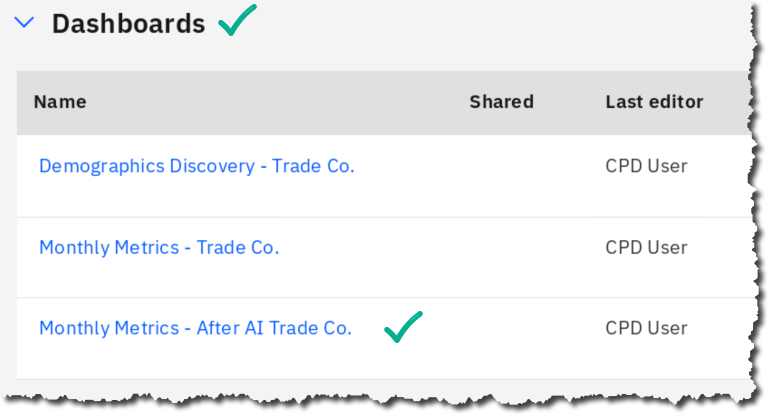 Dashboards
Name Shared Last editor
Demographics Discovery - Trade Co. CPD User
Monthly Metrics - Trade Co. CPD User
Monthly Metrics - After AI Trade Co. CPD User